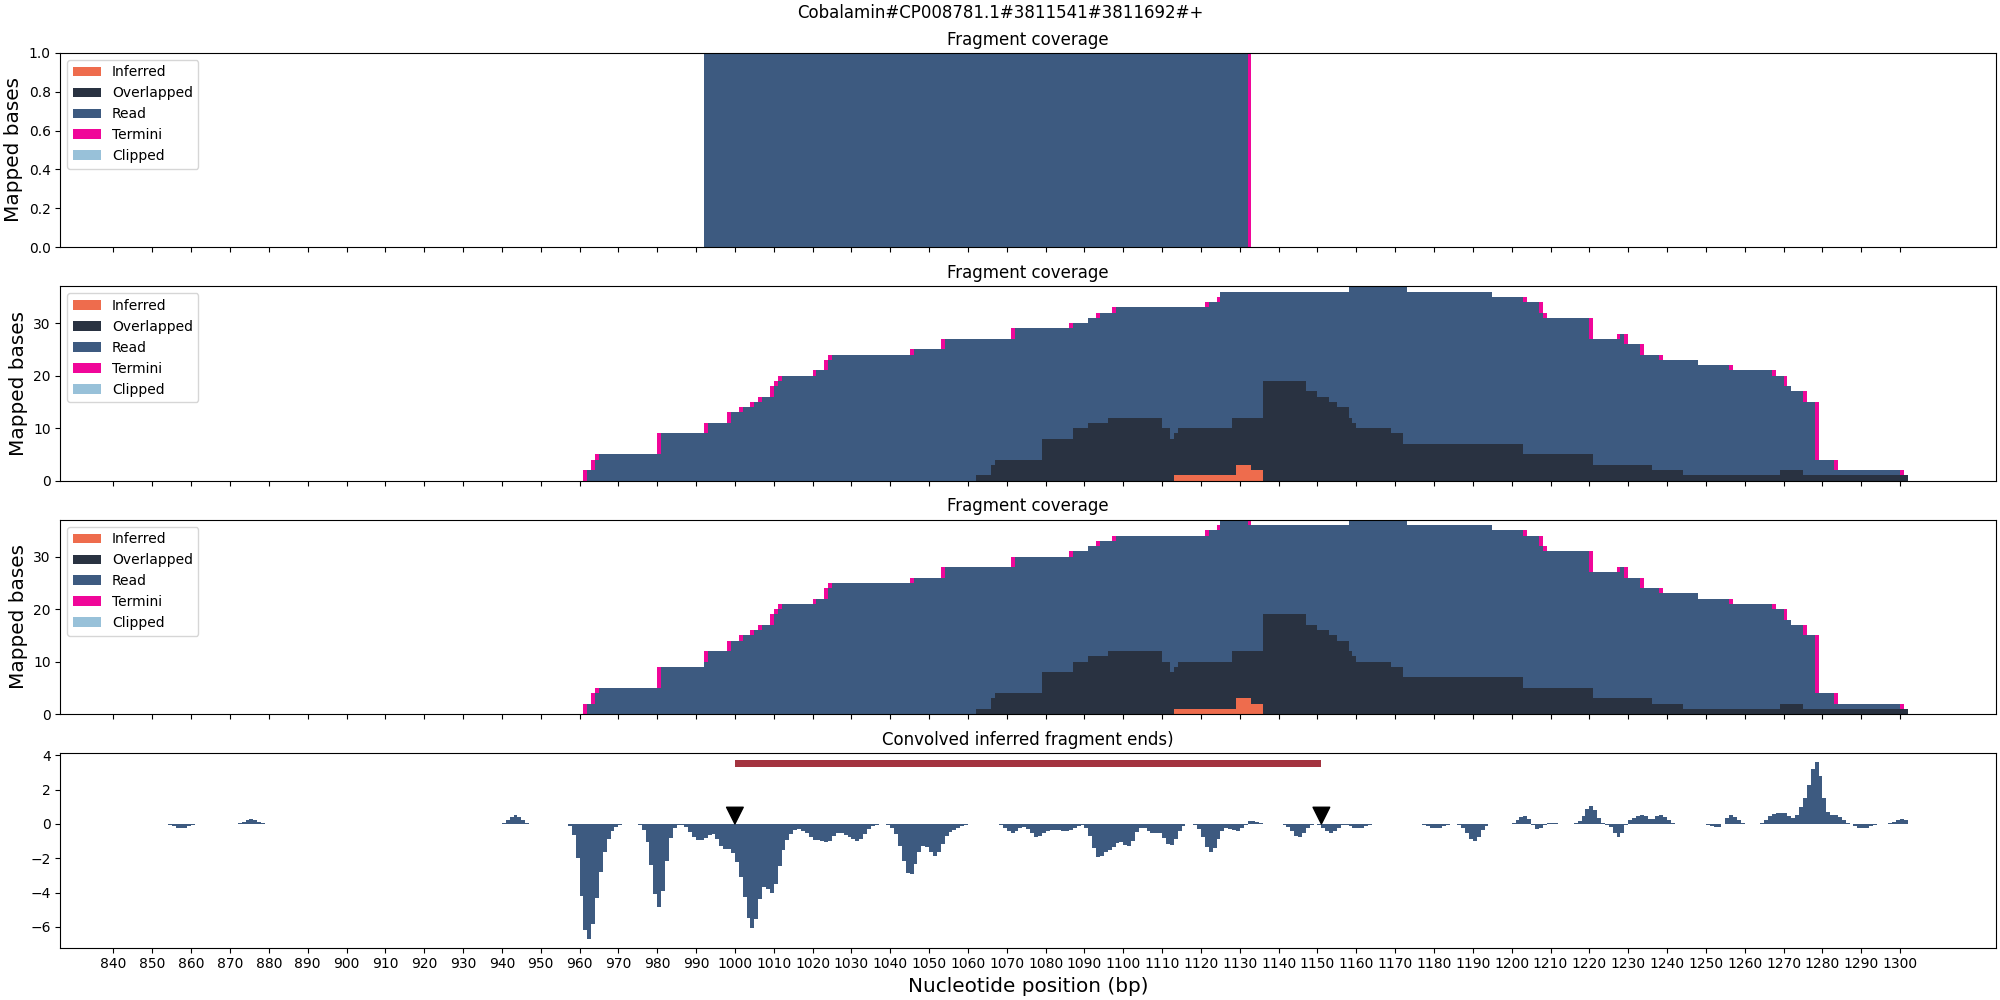 Cobalamin#CP008781.1#3811541#3811692#+
Fragment coverage
Mapped bases
1.0
0.8
0.6
0.4
0.2
0.0
Inferred
Overlapped
Read
Termini
Clipped
Fragment coverage
Mapped bases
30
20
10
0
Inferred
Overlapped
Read
Termini
Clipped
Fragment coverage
Mapped bases
30
20
10
0
Inferred
Overlapped
Read
Termini
Clipped
Convolved inferred fragment ends)
4
2
0
−2
−4
−6
840 850 860 870 880 890 900 910 920 930 940 950 960 970 980 990 1000 1010 1020 1030 1040 1050 1060 1070 1080 1090 1100 1110 1120 1130 1140 1150 1160 1170 1180 1190 1200 1210 1220 1230 1240 1250 1260 1270 1280 1290 1300
Nucleotide position (bp)